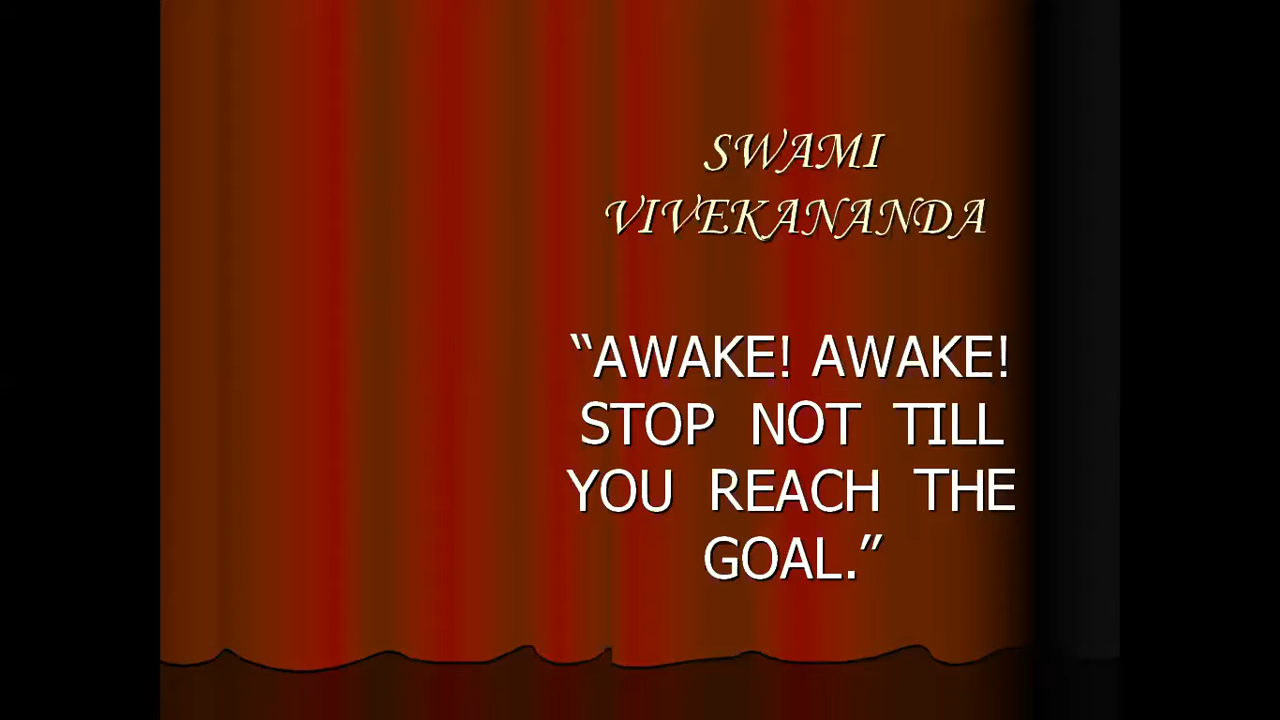 SWAMI
VIVEKANANDA
“AWAKE! AWAKE!
STOP NOT TILL
YOU REACH THE
GOAL.”